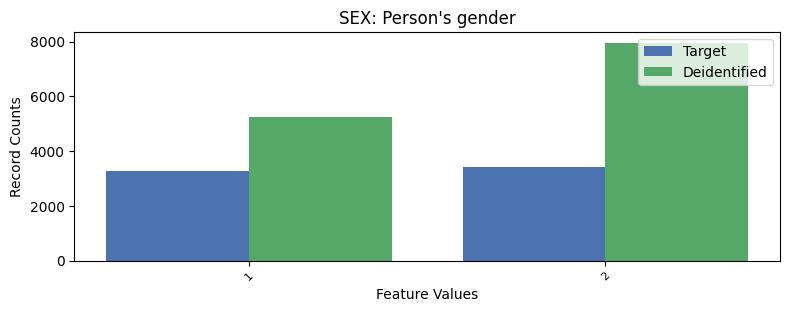 SEX: Person's gender
Target
Deidentified
8000
6000
4000
2000
0
Record Counts
1
2
Feature Values